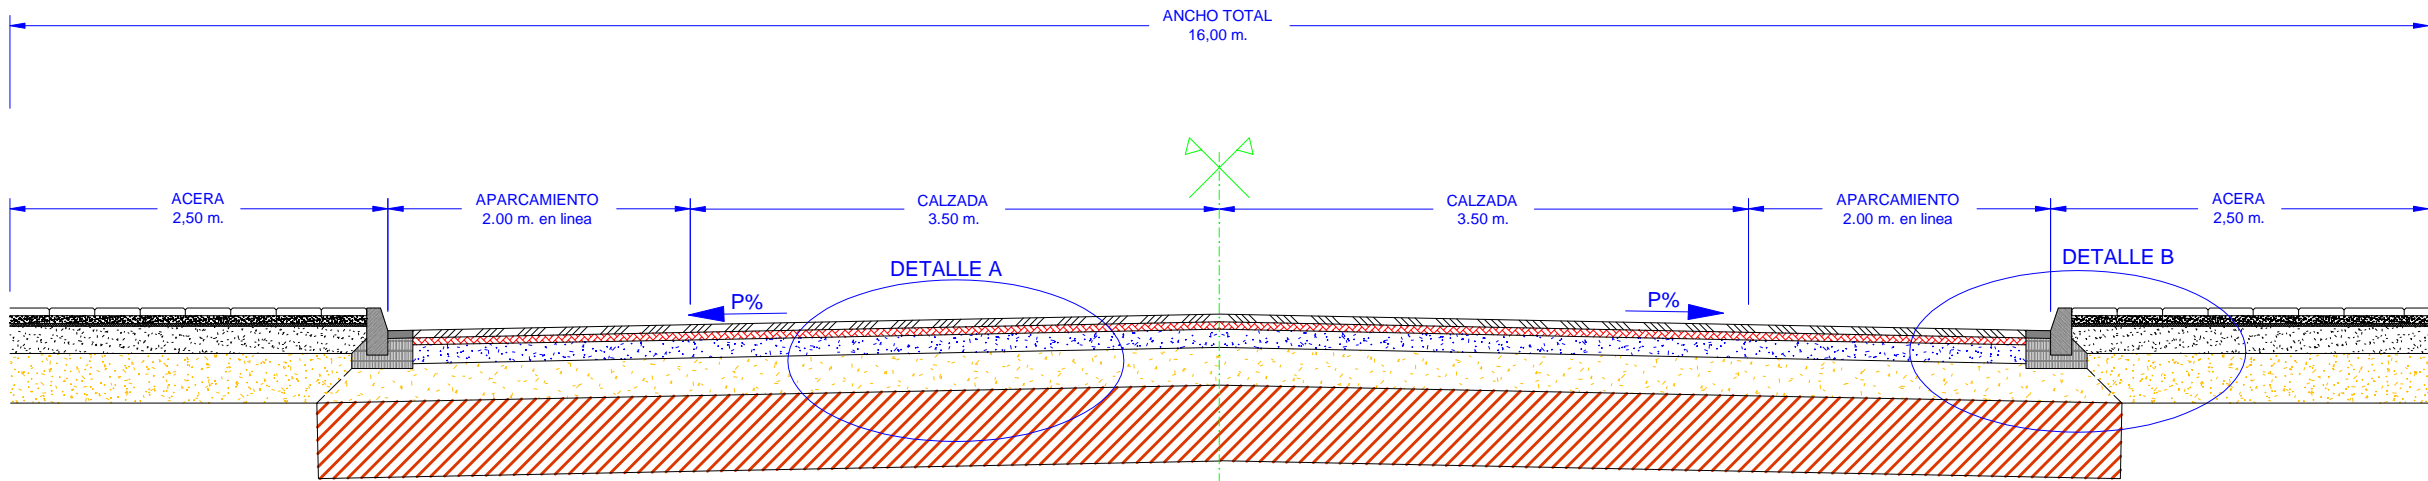 ANCHO TOTAL
16,00 m.
ACERA
2,50 m.
APARCAMIENTO
2.00 m. en linea
CALZADA
3.50 m.
CALZADA
3.50 m.
APARCAMIENTO
2.00 m. en linea
ACERA
2,50 m.
DETALLE A
DETALLE B
P%
P%